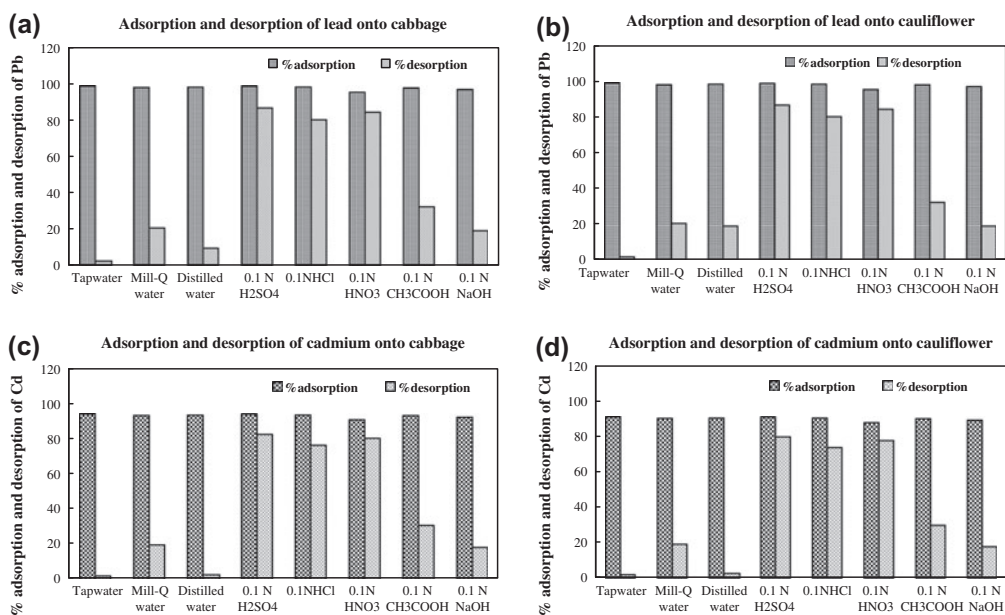 (a)
Adsorption and desorption of lead onto cabbage
% adsorption and desorption of Pb
120
100
80
60
40
20
0
%adsorption
%desorption
Tapwater Mill-Q Distilled 0.1 N 0.1NHCl 0.1N 0.1 N 0.1 N
water water H2SO4 HNO3 CH3COOH NaOH
(b)
Adsorption and desorption of lead onto cauliflower
% adsorption and desorption of Pb
120
100
80
60
40
20
0
%adsorption
%desorption
Tapwater Mill-Q Distilled 0.1 N 0.1NHCl 0.1N 0.1 N 0.1 N
water water H2SO4 HNO3 CH3COOH NaOH
(c)
Adsorption and desorption of cadmium onto cabbage
% adsorption and desorption of Cd
120
100
80
60
40
20
0
%adsorption
%desorption
Tapwater Mill-Q Distilled 0.1 N 0.1NHCl 0.1 N 0.1 N 0.1 N
water water H2SO4 HNO3 CH3COOH NaOH
(d)
Adsorption and desorption of cadmium onto cauliflower
% adsorption and desorption of Cd
120
100
80
60
40
20
0
%adsorption
%desorption
Tapwater Mill-Q Distilled 0.1 N 0.1NHCl 0.1 N 0.1 N 0.1 N
water water H2SO4 HNO3 CH3COOH NaOH